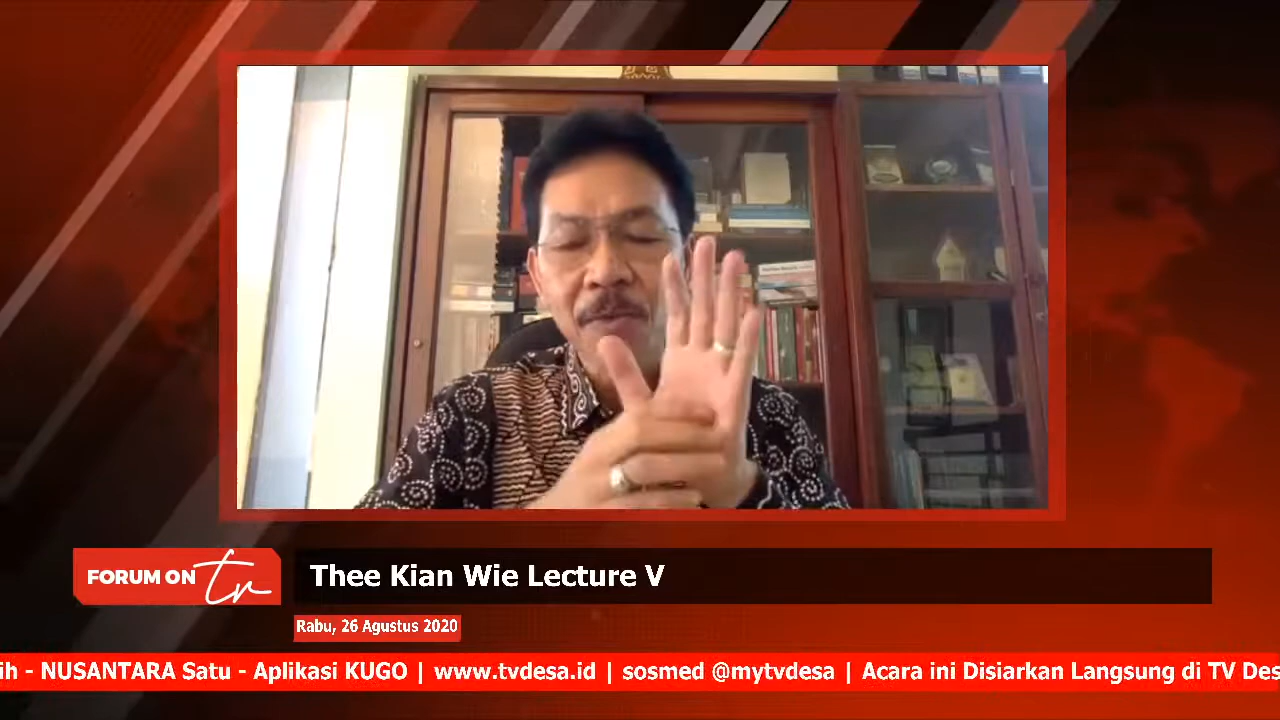 FORUM ON tv
Thee Kian Wie Lecture V
Rabu, 26 Agustus 2020
ih - NUSANTARA Satu - Aplikasi KUGO | www.tvdesa.id | sosmed @mytvdesa | Acara ini Disiarkan Langsung di TV Des